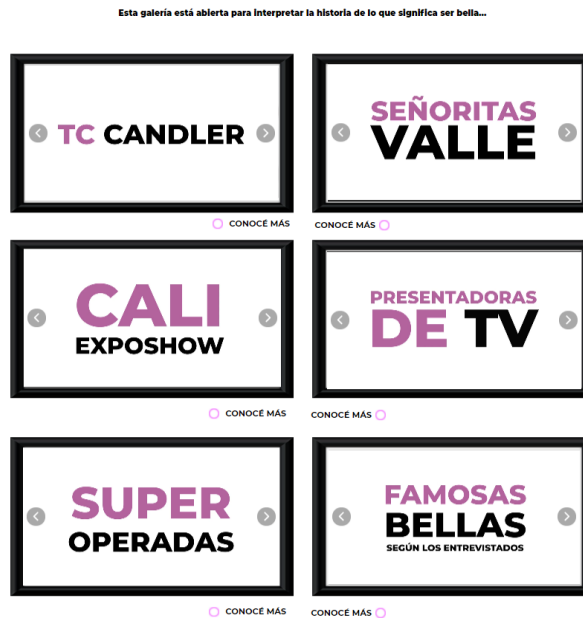 Esta galería está abierta para interpretar la historia de lo que significa ser bella...
TC CANDLER
SEÑORITAS
VALLE
CONOCÉ MÁS
CONOCÉ MÁS
CALI
EXPOSHOW
PRESENTADORAS
DE TV
CONOCÉ MÁS
CONOCÉ MÁS
SUPER
OPERADAS
FAMOSAS
BELLAS
SEGÚN LOS ENTREVISTADOS
CONOCÉ MÁS
CONOCÉ MÁS